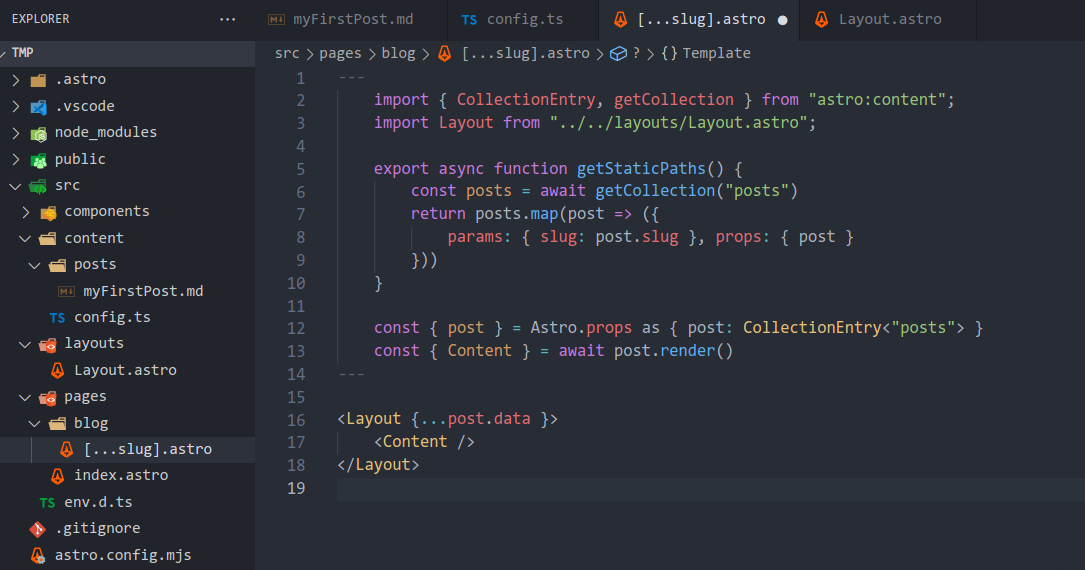 EXPLORER
TMP
.astro
.vscode
node_modules
public
src
components
content
posts
myFirstPost.md
TS config.ts
layouts
Layout.astro
pages
blog
[...slug].astro
index.astro
TS env.d.ts
.gitignore
astro.config.mjs
myFirstPost.md TS config.ts [...slug].astro Layout.astro
src > pages > blog > [...slug].astro > ? > {} Template
1 ---
2 import { CollectionEntry, getCollection } from "astro:content";
3 import Layout from "../../layouts/Layout.astro";
4
5 export async function getStaticPaths() {
6 const posts = await getCollection("posts")
7 return posts.map(post => ({
8 params: { slug: post.slug }, props: { post }
9 }))
10 }
11
12 const { post } = Astro.props as { post: CollectionEntry<"posts"> }
13 const { Content } = await post.render()
14 ---
15
16 <Layout {...post.data }>
17 <Content />
18 </Layout>
19